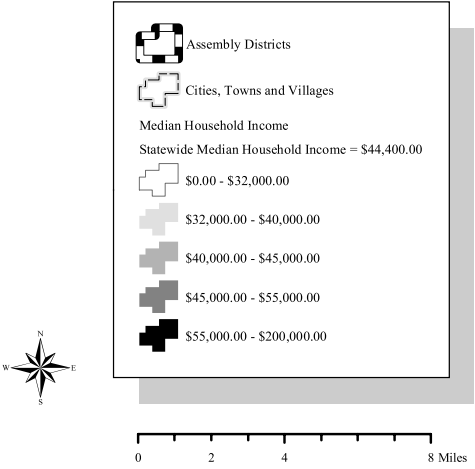 Assembly Districts
Cities, Towns and Villages
Median Household Income
Statewide Median Household Income = $44,400.00
$0.00 - $32,000.00
$32,000.00 - $40,000.00
$40,000.00 - $45,000.00
$45,000.00 - $55,000.00
$55,000.00 - $200,000.00
N
W E
S
0 2 4 8 Miles